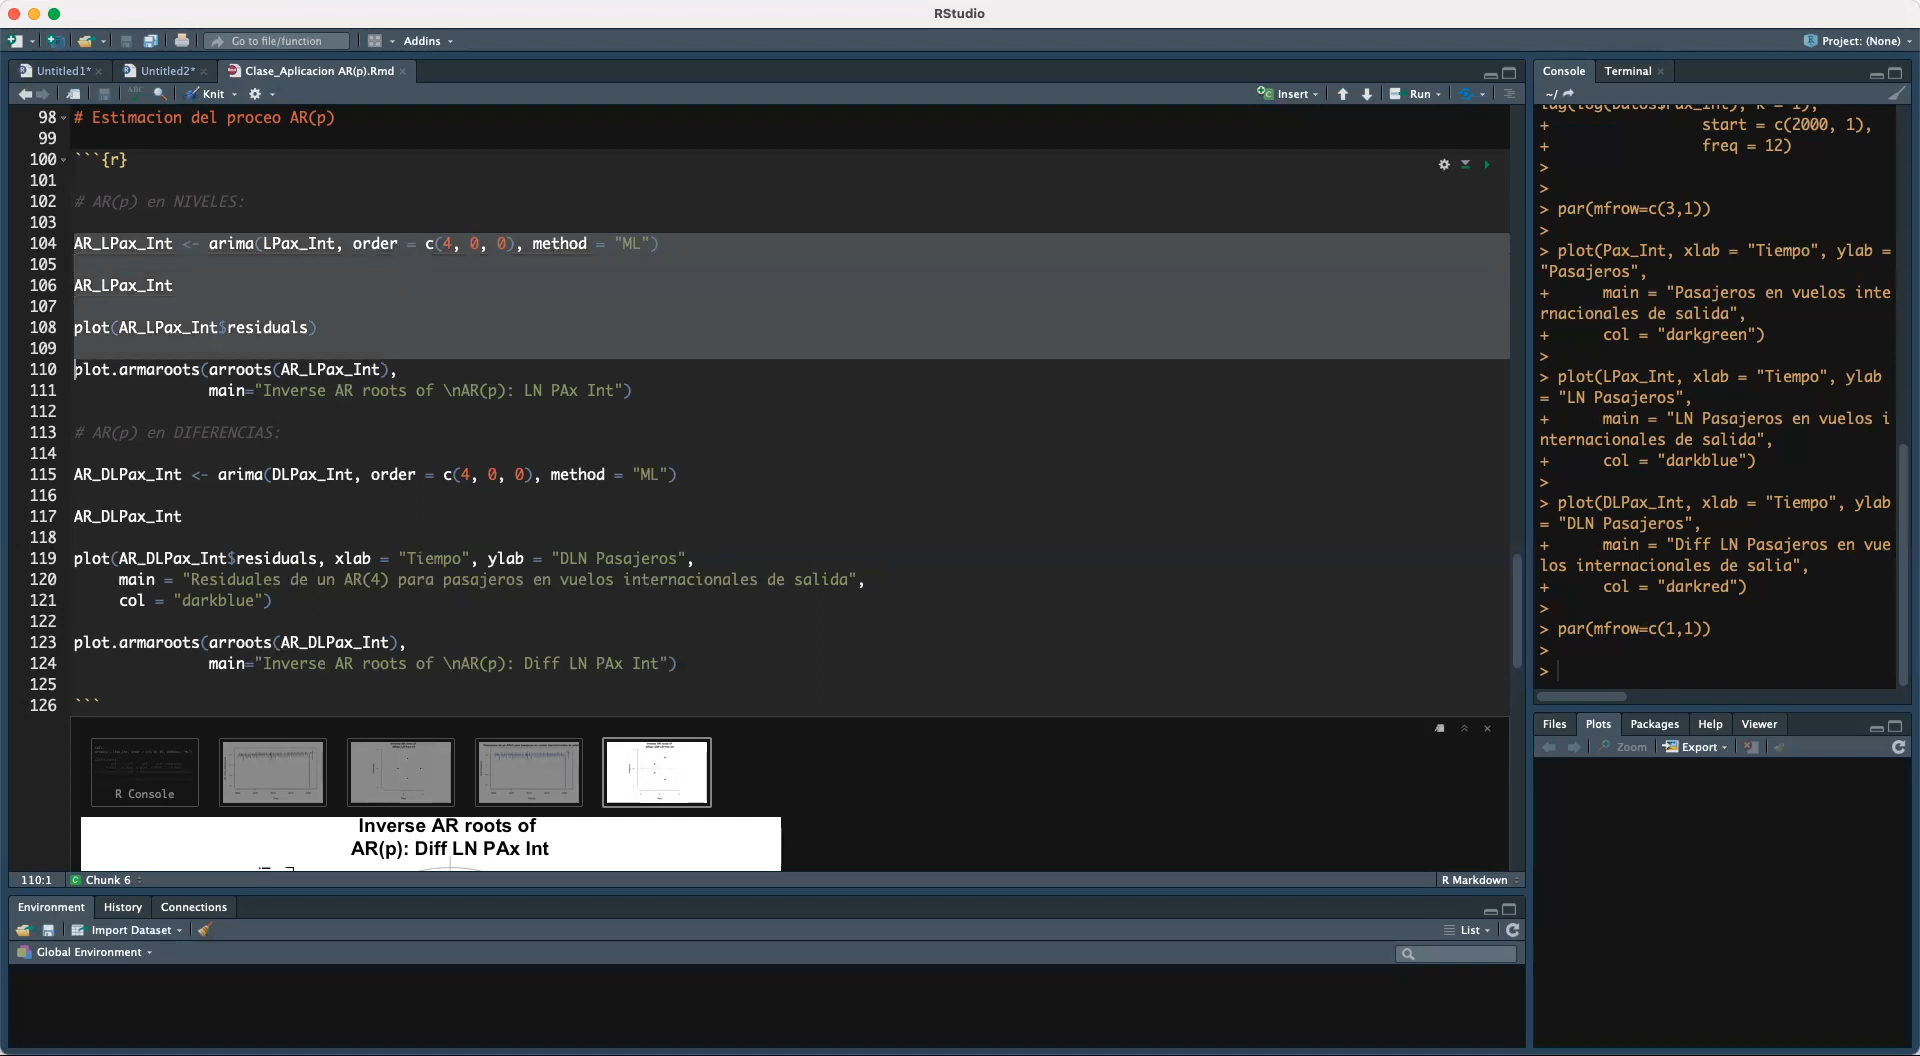 RStudio
Go to file/function
Addins
Project: (None)
Untitled1*
Untitled2*
Clase_Aplicacion AR(p).Rmd
ABC
Knit
Insert
Run
98 # Estimacion del proceo AR(p)
99
100 ```{r}
101
102 # AR(p) en NIVELES:
103
104 AR_LPax_Int <- arima(LPax_Int, order = c(4, 0, 0), method = "ML")
105
106 AR_LPax_Int
107
108 plot(AR_LPax_Int$residuals)
109
110 plot.armaroots(arroots(AR_LPax_Int),
111 main="Inverse AR roots of \nAR(p): LN PAx Int")
112
113 # AR(p) en DIFERENCIAS:
114
115 AR_DLPax_Int <- arima(DLPax_Int, order = c(4, 0, 0), method = "ML")
116
117 AR_DLPax_Int
118
119 plot(AR_DLPax_Int$residuals, xlab = "Tiempo", ylab = "DLN Pasajeros",
120 main = "Residuales de un AR(4) para pasajeros en vuelos internacionales de salida",
121 col = "darkblue")
122
123 plot.armaroots(arroots(AR_DLPax_Int),
124 main="Inverse AR roots of \nAR(p): Diff LN PAx Int")
125
126 ```
R Console
Inverse AR roots of
AR(p): Diff LN PAx Int
110:1
Chunk 6
R Markdown
Environment
History
Connections
Import Dataset
List
Global Environment
Console
Terminal
~/
lag(log(Datos$Pax_Int), k = 1),
+ start = c(2000, 1),
+ freq = 12)
>
>
> par(mfrow=c(3,1))
>
> plot(Pax_Int, xlab = "Tiempo", ylab =
"Pasajeros",
+ main = "Pasajeros en vuelos inte
rnacionales de salida",
+ col = "darkgreen")
>
> plot(LPax_Int, xlab = "Tiempo", ylab
= "LN Pasajeros",
+ main = "LN Pasajeros en vuelos i
nternacionales de salida",
+ col = "darkblue")
>
> plot(DLPax_Int, xlab = "Tiempo", ylab
= "DLN Pasajeros",
+ main = "Diff LN Pasajeros en vue
los internacionales de salia",
+ col = "darkred")
>
> par(mfrow=c(1,1))
>
>
Files
Plots
Packages
Help
Viewer
Zoom
Export